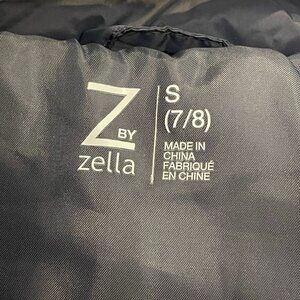 Z
BY
zella
S
(7/8)
MADE IN
CHINA
FABRIQUÉ
EN CHINE